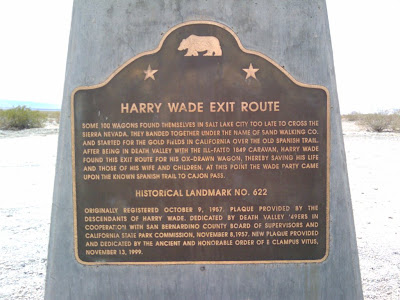 HARRY WADE EXIT ROUTE
SOME 100 WAGONS FOUND THEMSELVES IN SALT LAKE CITY TOO LATE TO CROSS THE
SIERRA NEVADA. THEY BANDED TOGETHER UNDER THE NAME OF SAND WALKING CO.
AND STARTED FOR THE GOLD FIELDS IN CALIFORNIA OVER THE OLD SPANISH TRAIL.
AFTER BEING IN DEATH VALLEY WITH THE ILL-FATED 1849 CARAVAN, HARRY WADE
FOUND THIS EXIT ROUTE FOR HIS OX-DRAWN WAGON, THEREBY SAVING HIS LIFE
AND THOSE OF HIS WIFE AND CHILDREN. AT THIS POINT THE WADE PARTY CAME
UPON THE KNOWN SPANISH TRAIL TO CAJON PASS.
HISTORICAL LANDMARK NO. 622
ORIGINALLY REGISTERED OCTOBER 9, 1957. PLAQUE PROVIDED BY THE
DESCENDANTS OF HARRY WADE. DEDICATED BY DEATH VALLEY '49ERS IN
COOPERATION WITH SAN BERNARDINO COUNTY BOARD OF SUPERVISORS AND
CALIFORNIA STATE PARK COMMISSION, NOVEMBER 8,1957. NEW PLAQUE PROVIDED
AND DEDICATED BY THE ANCIENT AND HONORABLE ORDER OF E CLAMPUS VITUS,
NOVEMBER 13, 1999.